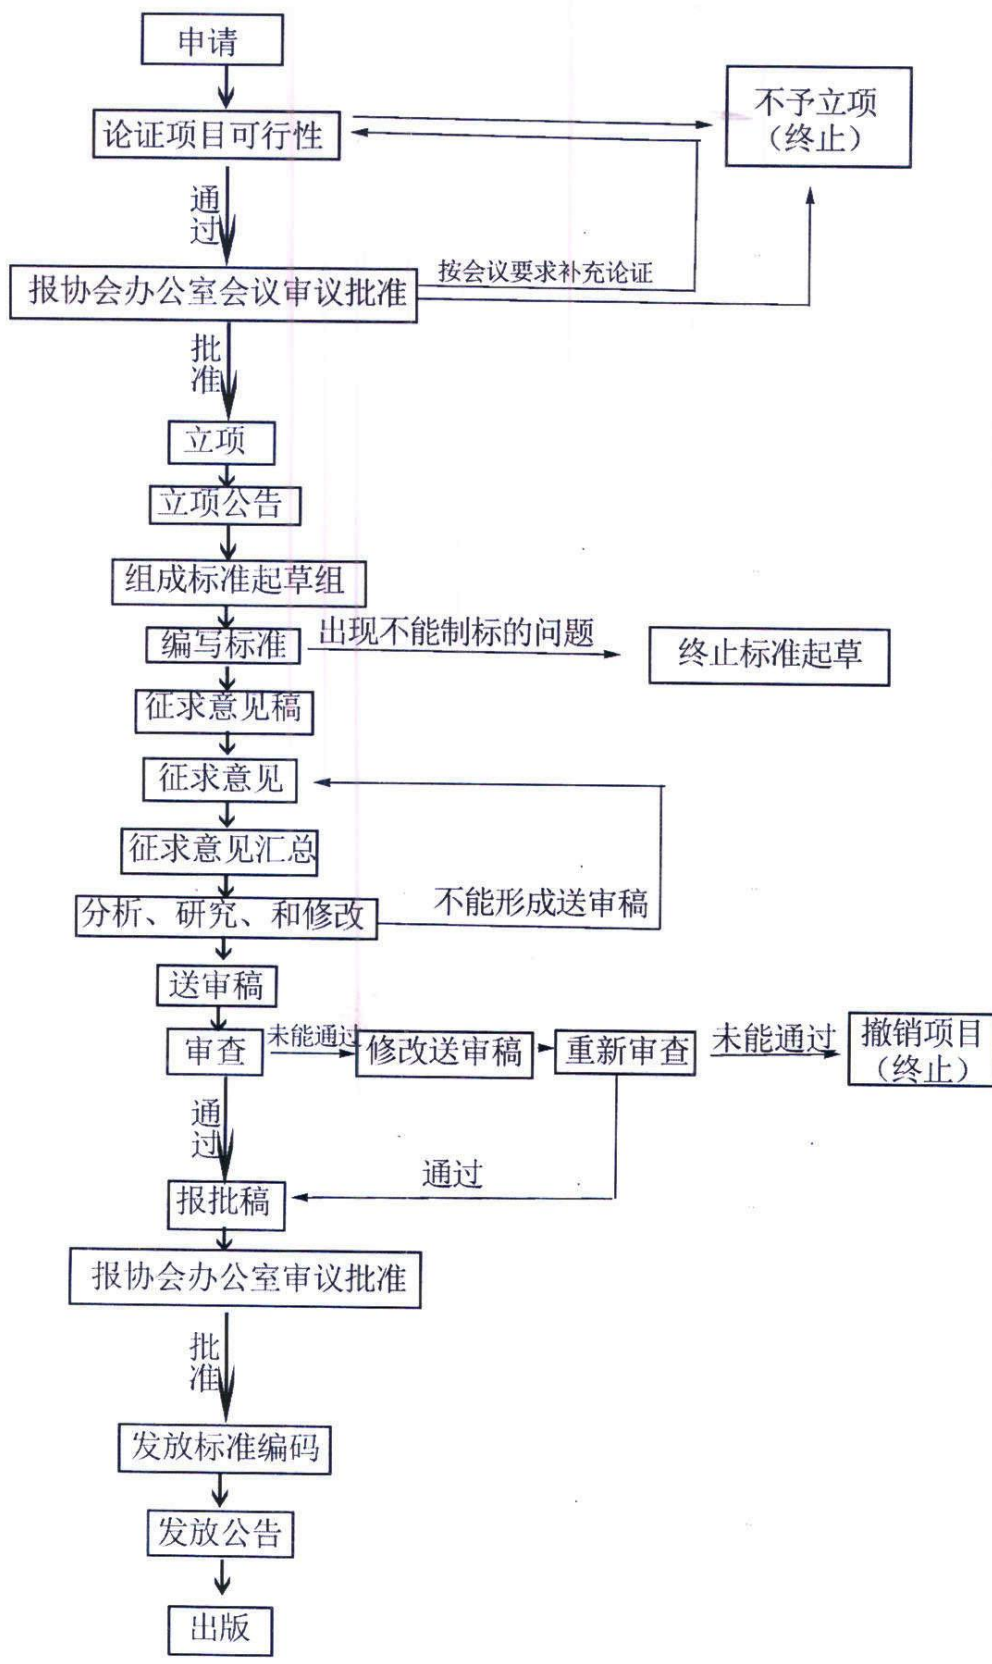 申请
不予立项
（终止）
论证项目可行性
通过
按会议要求补充论证
报协会办公室会议审议批准
批准
立项
立项公告
组成标准起草组
编写标准
出现不能制标的问题
终止标准起草
征求意见稿
征求意见
征求意见汇总
分析、研究、和修改
不能形成送审稿
送审稿
审查
未能通过
修改送审稿
重新审查
未能通过
撤销项目
（终止）
通过
通过
报批稿
报协会办公室审议批准
批准
发放标准编码
发放公告
出版